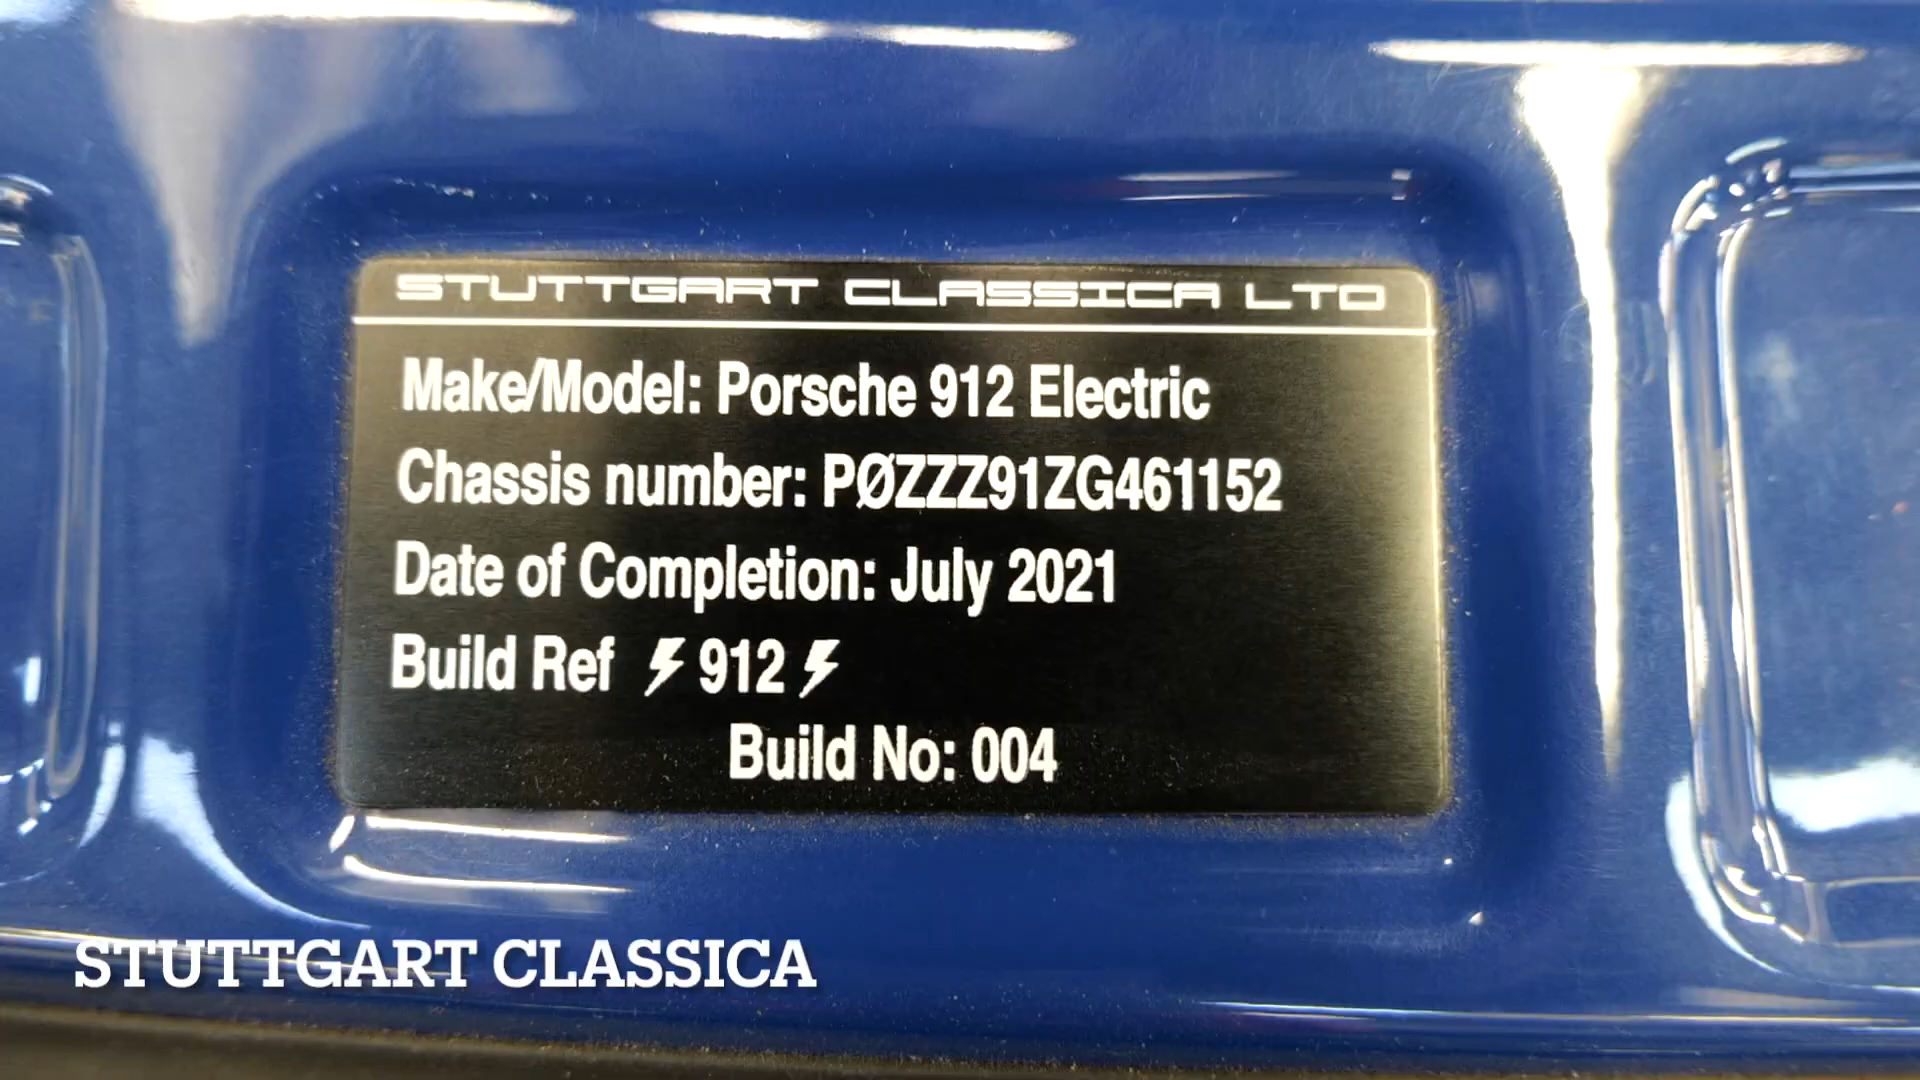 STUTTGART CLASSICA LTD
Make/Model: Porsche 912 Electric
Chassis number: PØZZZ91ZG461152
Date of Completion: July 2021
Build Ref ⚡912⚡
Build No: 004
STUTTGART CLASSICA